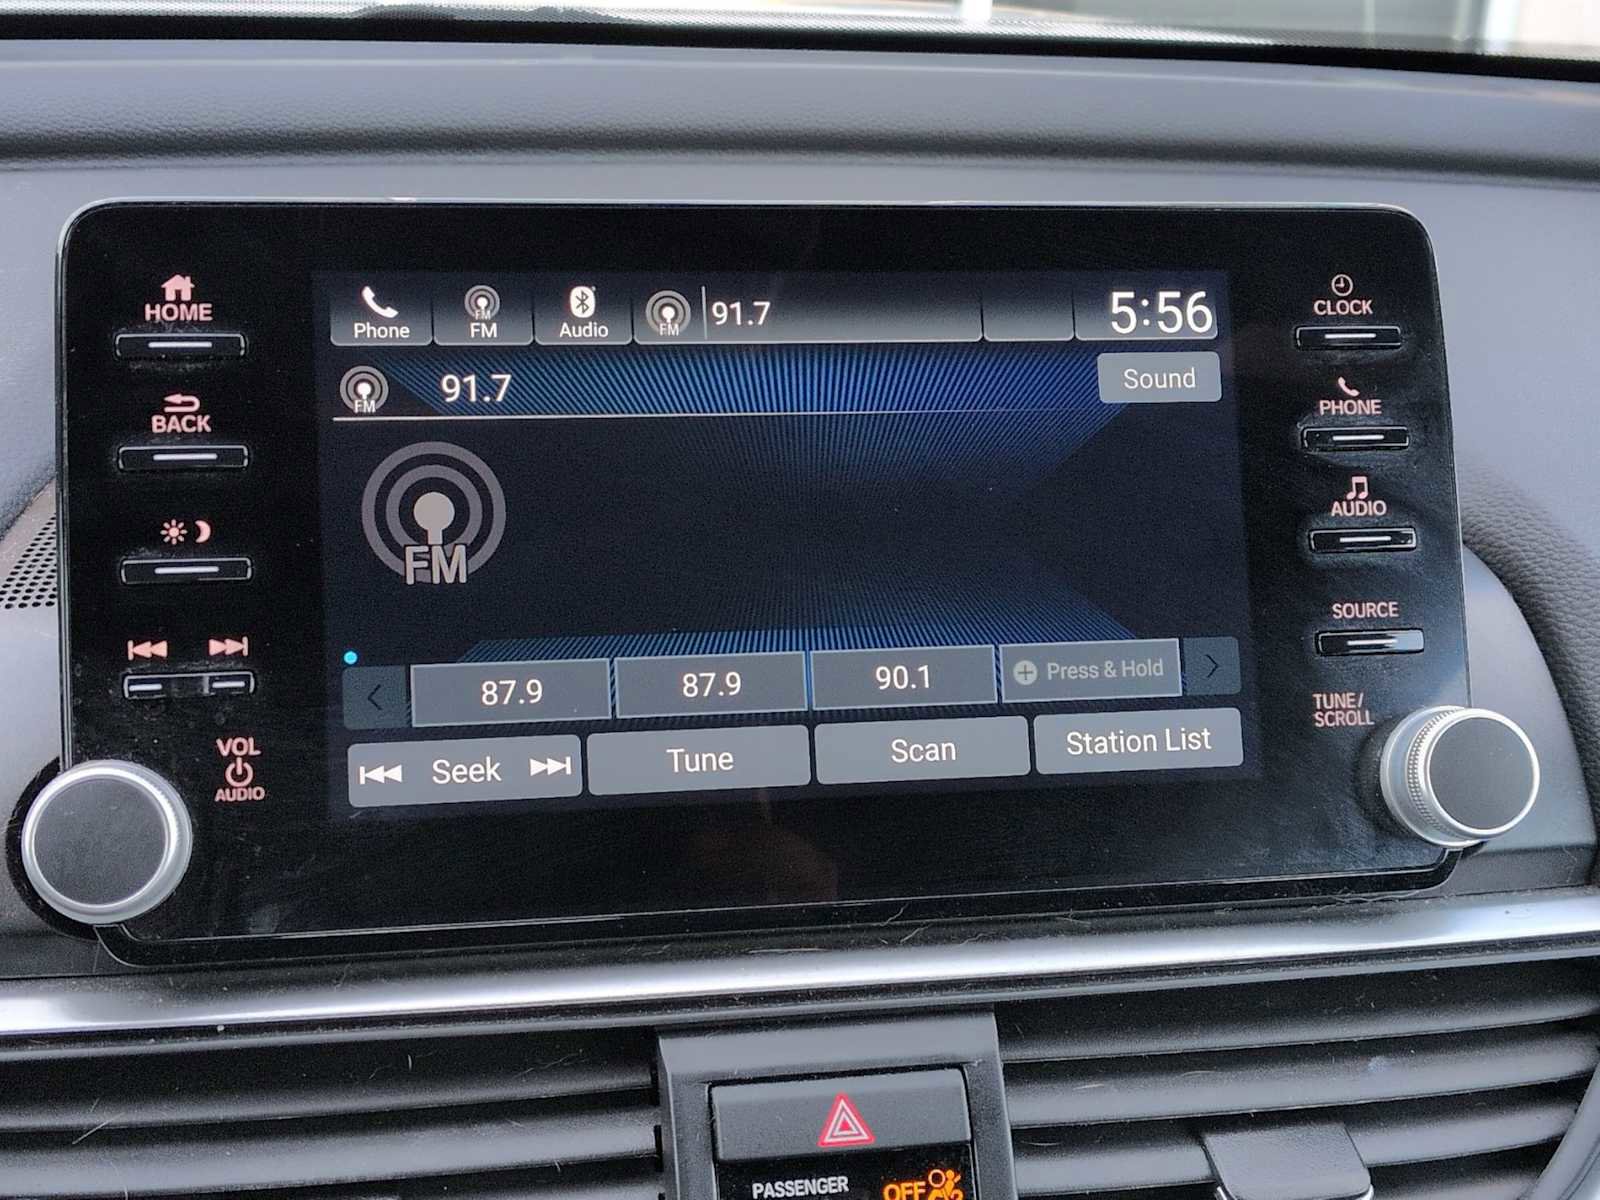 HOME
BACK
VOL
AUDIO
Phone
FM
FM
Audio
FM
91.7
5:56
FM
91.7
Sound
FM
87.9
87.9
90.1
Press & Hold
Seek
Tune
Scan
Station List
CLOCK
PHONE
AUDIO
SOURCE
TUNE/
SCROLL
PASSENGER
OFF